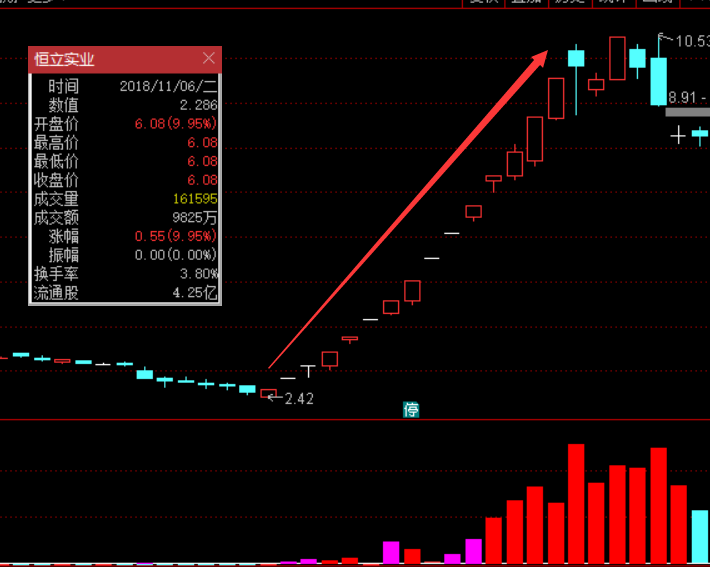 恒立实业
时间 2018/11/06/二
数值 2.286
开盘价 6.08(9.95%)
最高价 6.08
最低价 6.08
收盘价 6.08
成交量 161595
成交额 9825万
涨幅 0.55(9.95%)
振幅 0.00(0.00%)
换手率 3.80%
流通股 4.25亿
10.53
8.91 -
2.42
停